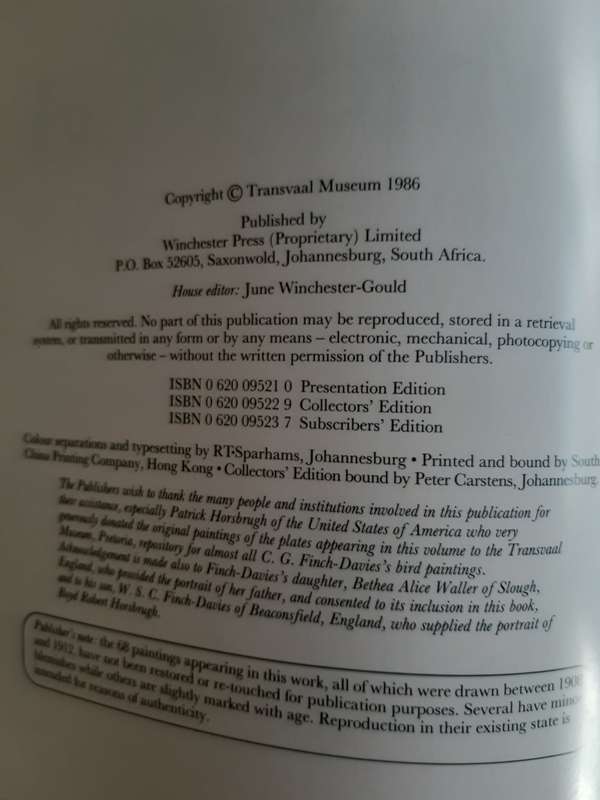 Copyright © Transvaal Museum 1986
Published by
Winchester Press (Proprietary) Limited
P.O. Box 52605, Saxonwold, Johannesburg, South Africa.
House editor: June Winchester-Gould
All rights reserved. No part of this publication may be reproduced, stored in a retrieval
system, or transmitted in any form or by any means – electronic, mechanical, photocopying or
otherwise – without the written permission of the Publishers.
ISBN 0 620 09521 0 Presentation Edition
ISBN 0 620 09522 9 Collectors' Edition
ISBN 0 620 09523 7 Subscribers' Edition
Colour separations and typesetting by RT·Sparhams, Johannesburg • Printed and bound by South
China Printing Company, Hong Kong • Collectors' Edition bound by Peter Carstens, Johannesburg.
The Publishers wish to thank the many people and institutions involved in this publication for
their assistance, especially Patrick Horsbrugh of the United States of America who very
generously donated the original paintings of the plates appearing in this volume to the Transvaal
Museum, Pretoria, repository for almost all C. G. Finch-Davies's bird paintings.
Acknowledgement is made also to Finch-Davies's daughter, Bethea Alice Waller of Slough,
England, who provided the portrait of her father, and consented to its inclusion in this book,
and to his son, W. S. C. Finch-Davies of Beaconsfield, England, who supplied the portrait of
Boyd Robert Horsbrugh.
Publisher's note: the 68 paintings appearing in this work, all of which were drawn between
and 1912, have not been restored or re-touched for publication purposes. Several have minor
blemishes while others are slightly marked with age. Reproduction in their existing state is
intended for reasons of authenticity.